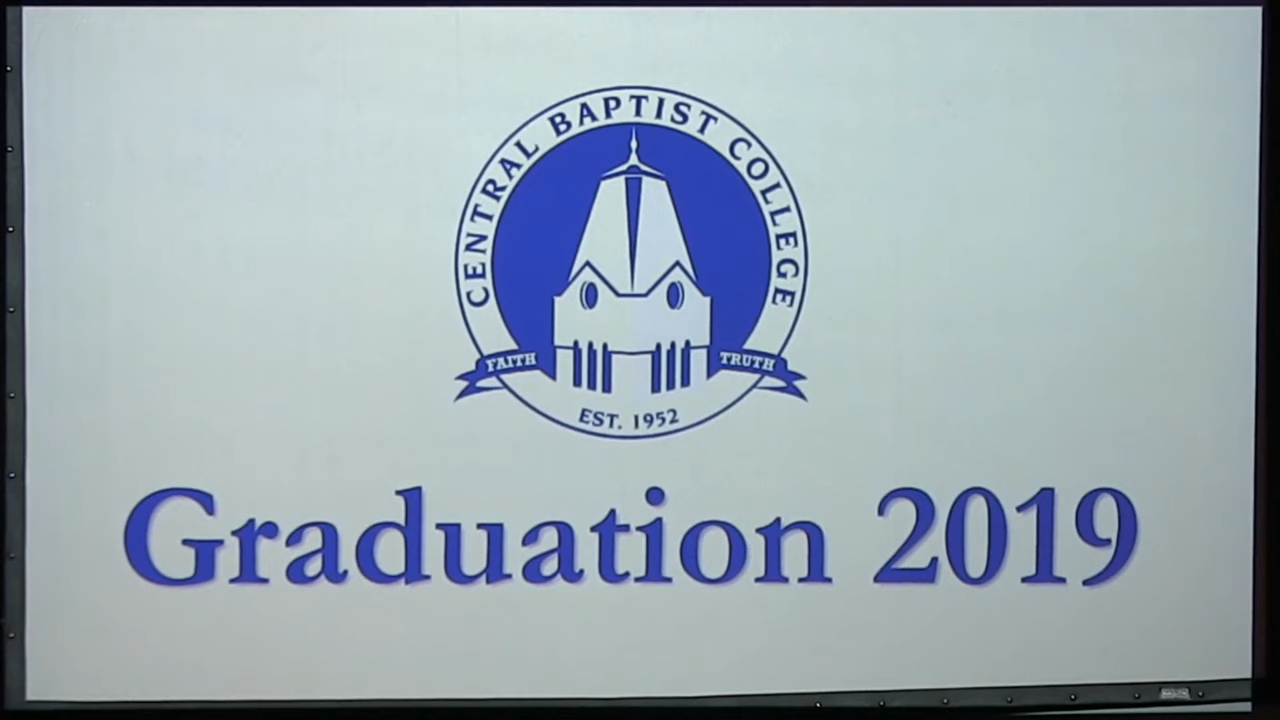 CENTRAL BAPTIST COLLEGE
FAITH
TRUTH
EST. 1952
Graduation 2019